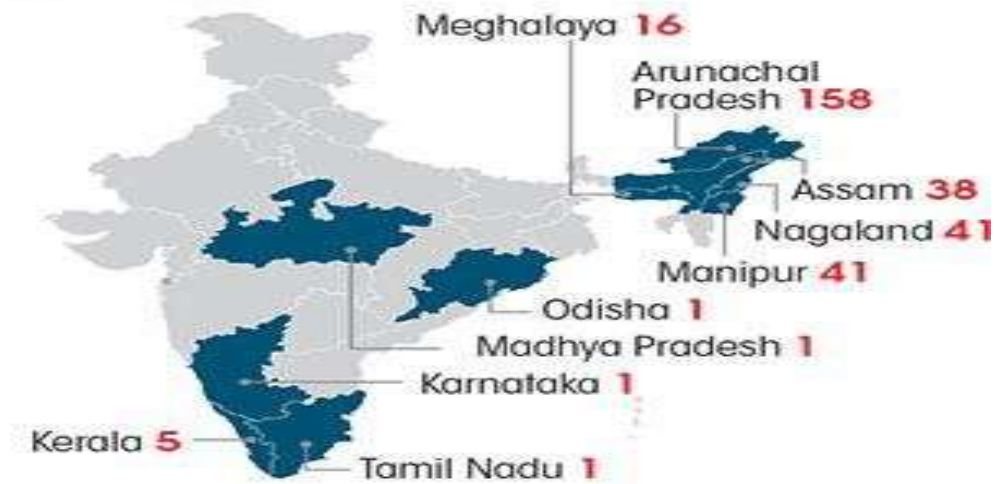 Meghalaya 16
Arunachal
Pradesh 158
Assam 38
Nagaland 41
Manipur 41
Odisha 1
Madhya Pradesh 1
Karnataka 1
Kerala 5
Tamil Nadu 1